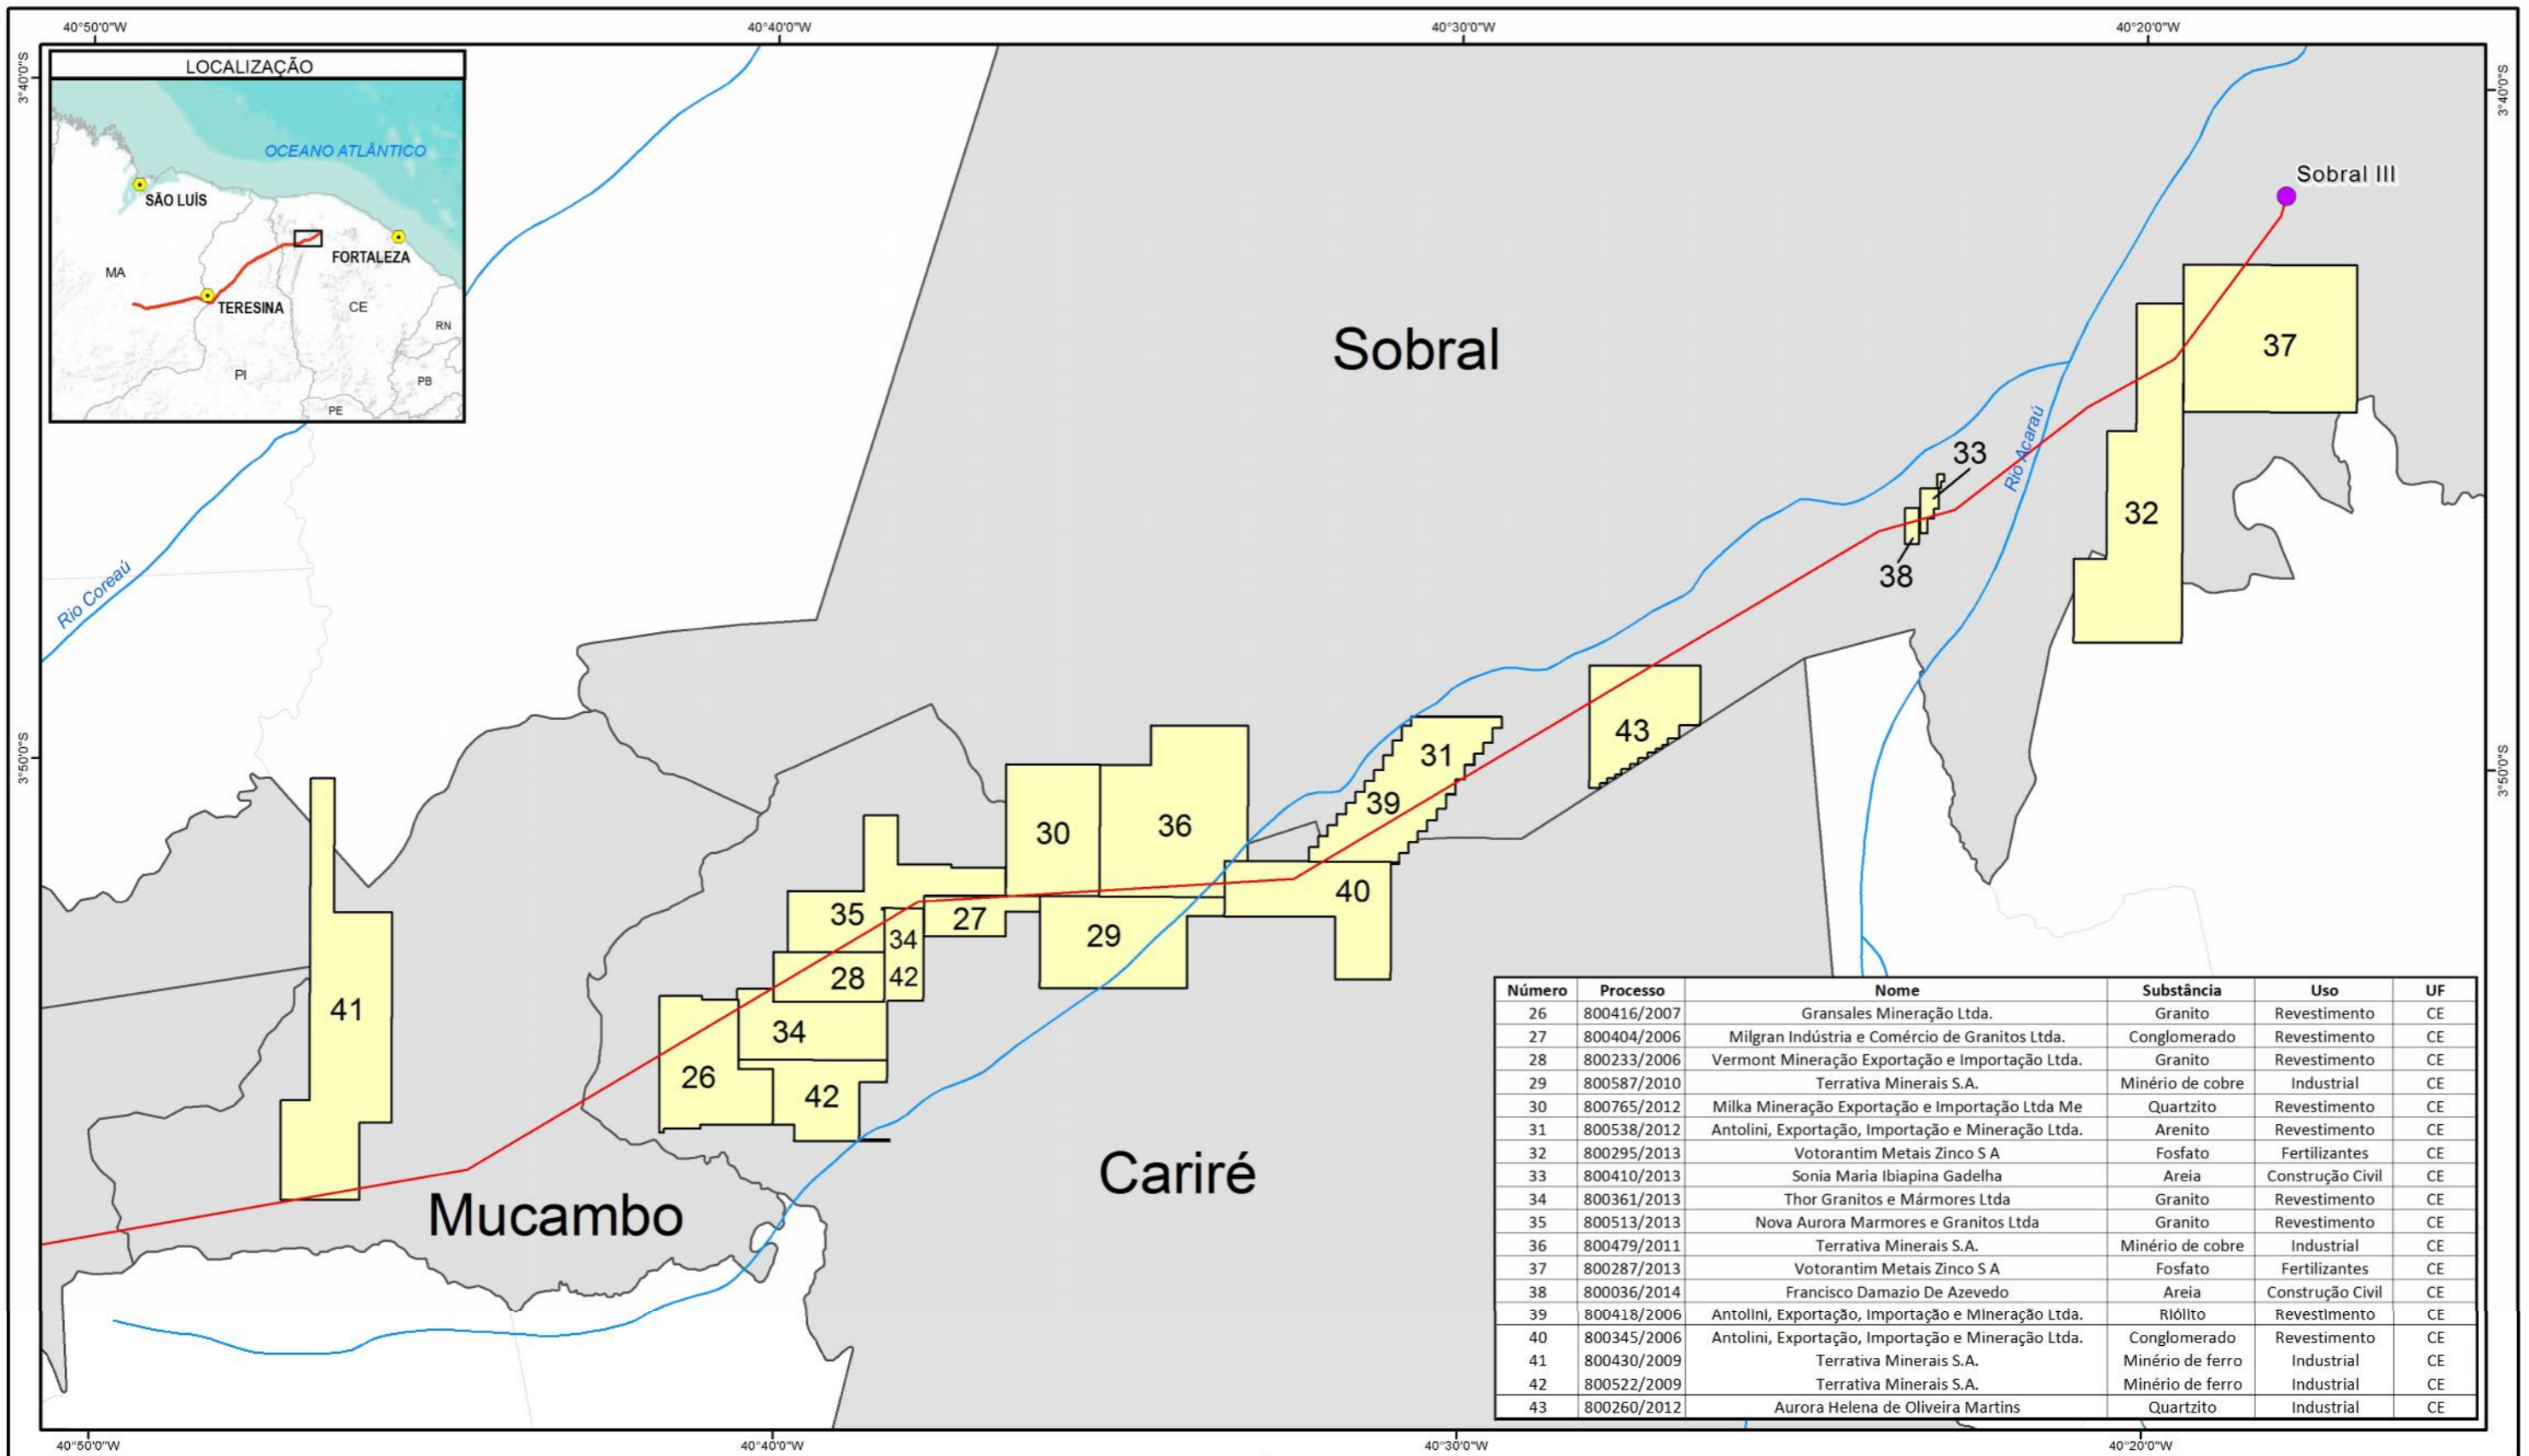 40°50'0"W 40°40'0"W 40°30'0"W 40°20'0"W
3°40'0"S
3°40'0"S
LOCALIZAÇÃO
OCEANO ATLÂNTICO
SÃO LUÍS
FORTALEZA
MA
TERESINA
CE
RN
PI
PB
PE
Sobral III
Sobral
37
Rio Acaraú
33
32
38
Rio Coreaú
3°50'0"S
3°50'0"S
43
31
39
30
36
40
35
27
34
29
28
42
41
34
26
42
Cariré
Mucambo
Número Processo Nome Substância Uso UF
26 800416/2007 Gransales Mineração Ltda. Granito Revestimento CE
27 800404/2006 Milgran Indústria e Comércio de Granitos Ltda. Conglomerado Revestimento CE
28 800233/2006 Vermont Mineração Exportação e Importação Ltda. Granito Revestimento CE
29 800587/2010 Terrativa Minerais S.A. Minério de cobre Industrial CE
30 800765/2012 Milka Mineração Exportação e Importação Ltda Me Quartzito Revestimento CE
31 800538/2012 Antolini, Exportação, Importação e Mineração Ltda. Arenito Revestimento CE
32 800295/2013 Votorantim Metais Zinco S A Fosfato Fertilizantes CE
33 800410/2013 Sonia Maria Ibiapina Gadelha Areia Construção Civil CE
34 800361/2013 Thor Granitos e Mármores Ltda Granito Revestimento CE
35 800513/2013 Nova Aurora Marmores e Granitos Ltda Granito Revestimento CE
36 800479/2011 Terrativa Minerais S.A. Minério de cobre Industrial CE
37 800287/2013 Votorantim Metais Zinco S A Fosfato Fertilizantes CE
38 800036/2014 Francisco Damazio De Azevedo Areia Construção Civil CE
39 800418/2006 Antolini, Exportação, Importação e Mineração Ltda. Riólito Revestimento CE
40 800345/2006 Antolini, Exportação, Importação e Mineração Ltda. Conglomerado Revestimento CE
41 800430/2009 Terrativa Minerais S.A. Minério de ferro Industrial CE
42 800522/2009 Terrativa Minerais S.A. Minério de ferro Industrial CE
43 800260/2012 Aurora Helena de Oliveira Martins Quartzito Industrial CE
40°50'0"W 40°40'0"W 40°30'0"W 40°20'0"W